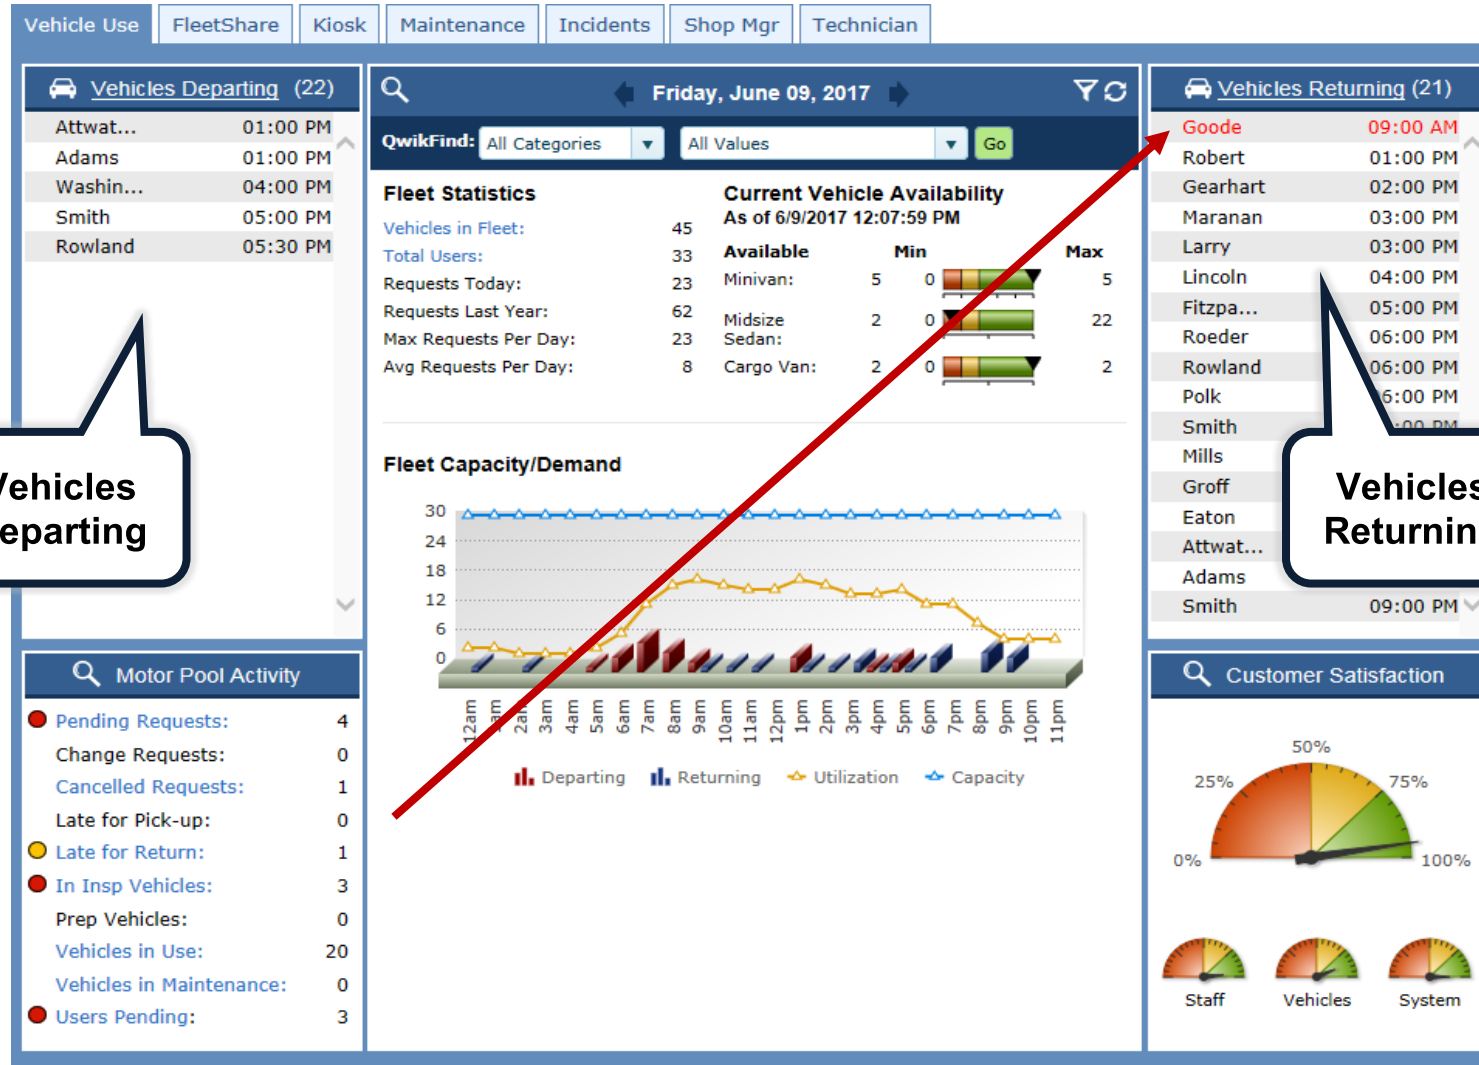 Vehicle Use FleetShare Kiosk Maintenance Incidents Shop Mgr Technician
Vehicles Departing (22)
Attwat... 01:00 PM
Adams 01:00 PM
Washin... 04:00 PM
Smith 05:00 PM
Rowland 05:30 PM
Vehicles
eparting
Motor Pool Activity
Pending Requests: 4
Change Requests: 0
Cancelled Requests: 1
Late for Pick-up: 0
Late for Return: 1
In Insp Vehicles: 3
Prep Vehicles: 0
Vehicles in Use: 20
Vehicles in Maintenance: 0
Users Pending: 3
Friday, June 09, 2017
QwikFind: All Categories All Values Go
Fleet Statistics
Vehicles in Fleet: 45
Total Users: 33
Requests Today: 23
Requests Last Year: 62
Max Requests Per Day: 23
Avg Requests Per Day: 8
Current Vehicle Availability
As of 6/9/2017 12:07:59 PM
Available Min Max
Minivan: 5 0 5
Midsize 2 0 22
Sedan:
Cargo Van: 2 0 2
Fleet Capacity/Demand
30
24
18
12
6
0
12am 1am 2am 3am 4am 5am 6am 7am 8am 9am 10am 11am 12pm 1pm 2pm 3pm 4pm 5pm 6pm 7pm 8pm 9pm 10pm 11pm
Departing Returning Utilization Capacity
Vehicles Returning (21)
Goode 09:00 AM
Robert 01:00 PM
Gearhart 02:00 PM
Maranan 03:00 PM
Larry 03:00 PM
Lincoln 04:00 PM
Fitzpa... 05:00 PM
Roeder 06:00 PM
Rowland 06:00 PM
Polk 6:00 PM
Smith :00 PM
Mills
Groff
Eaton
Attwat...
Adams
Smith 09:00 PM
Vehicles
Returnin
Customer Satisfaction
50%
25% 75%
0% 100%
Staff Vehicles System